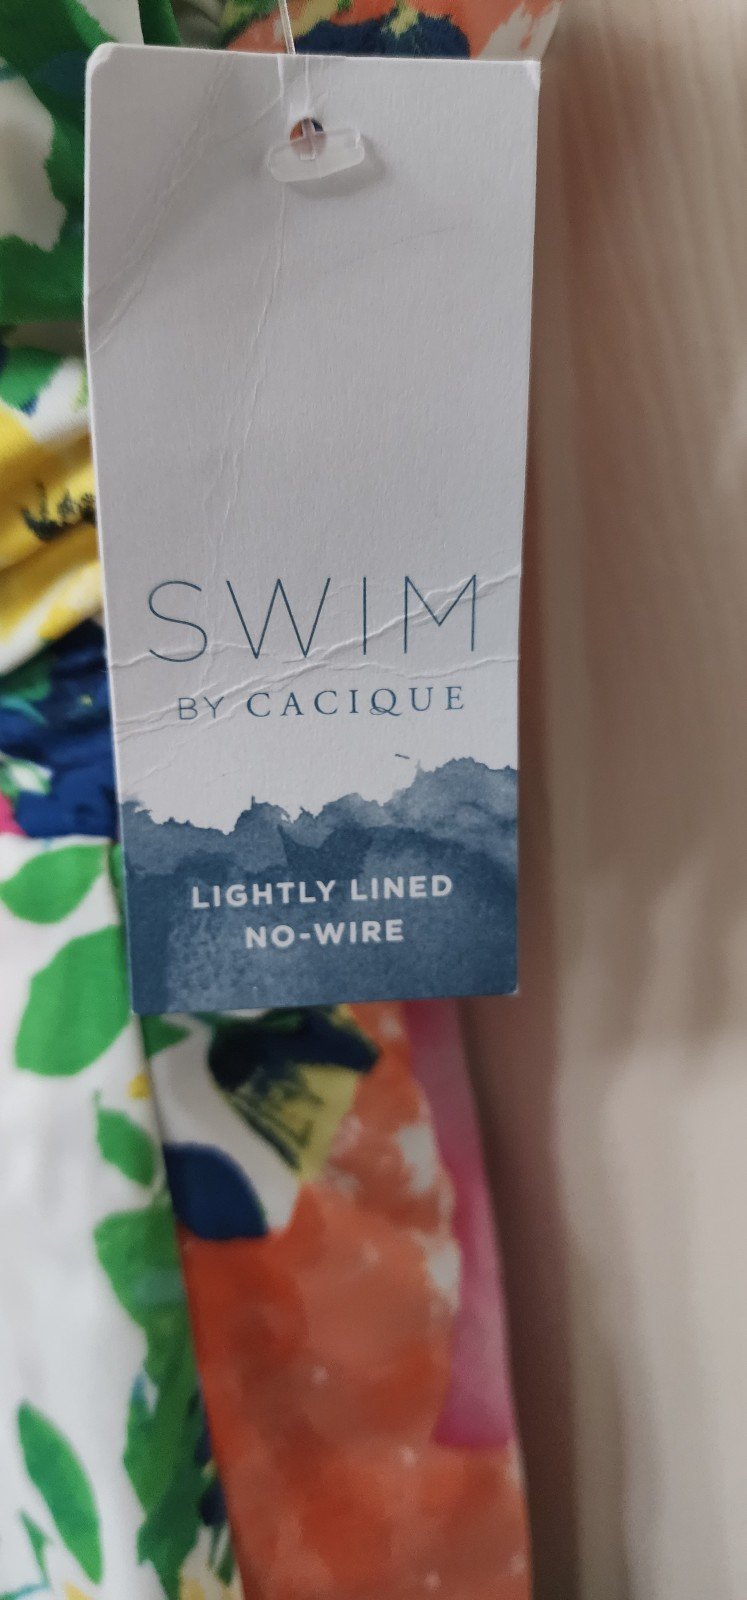 SWIM
BY CACIQUE
LIGHTLY LINED
NO-WIRE